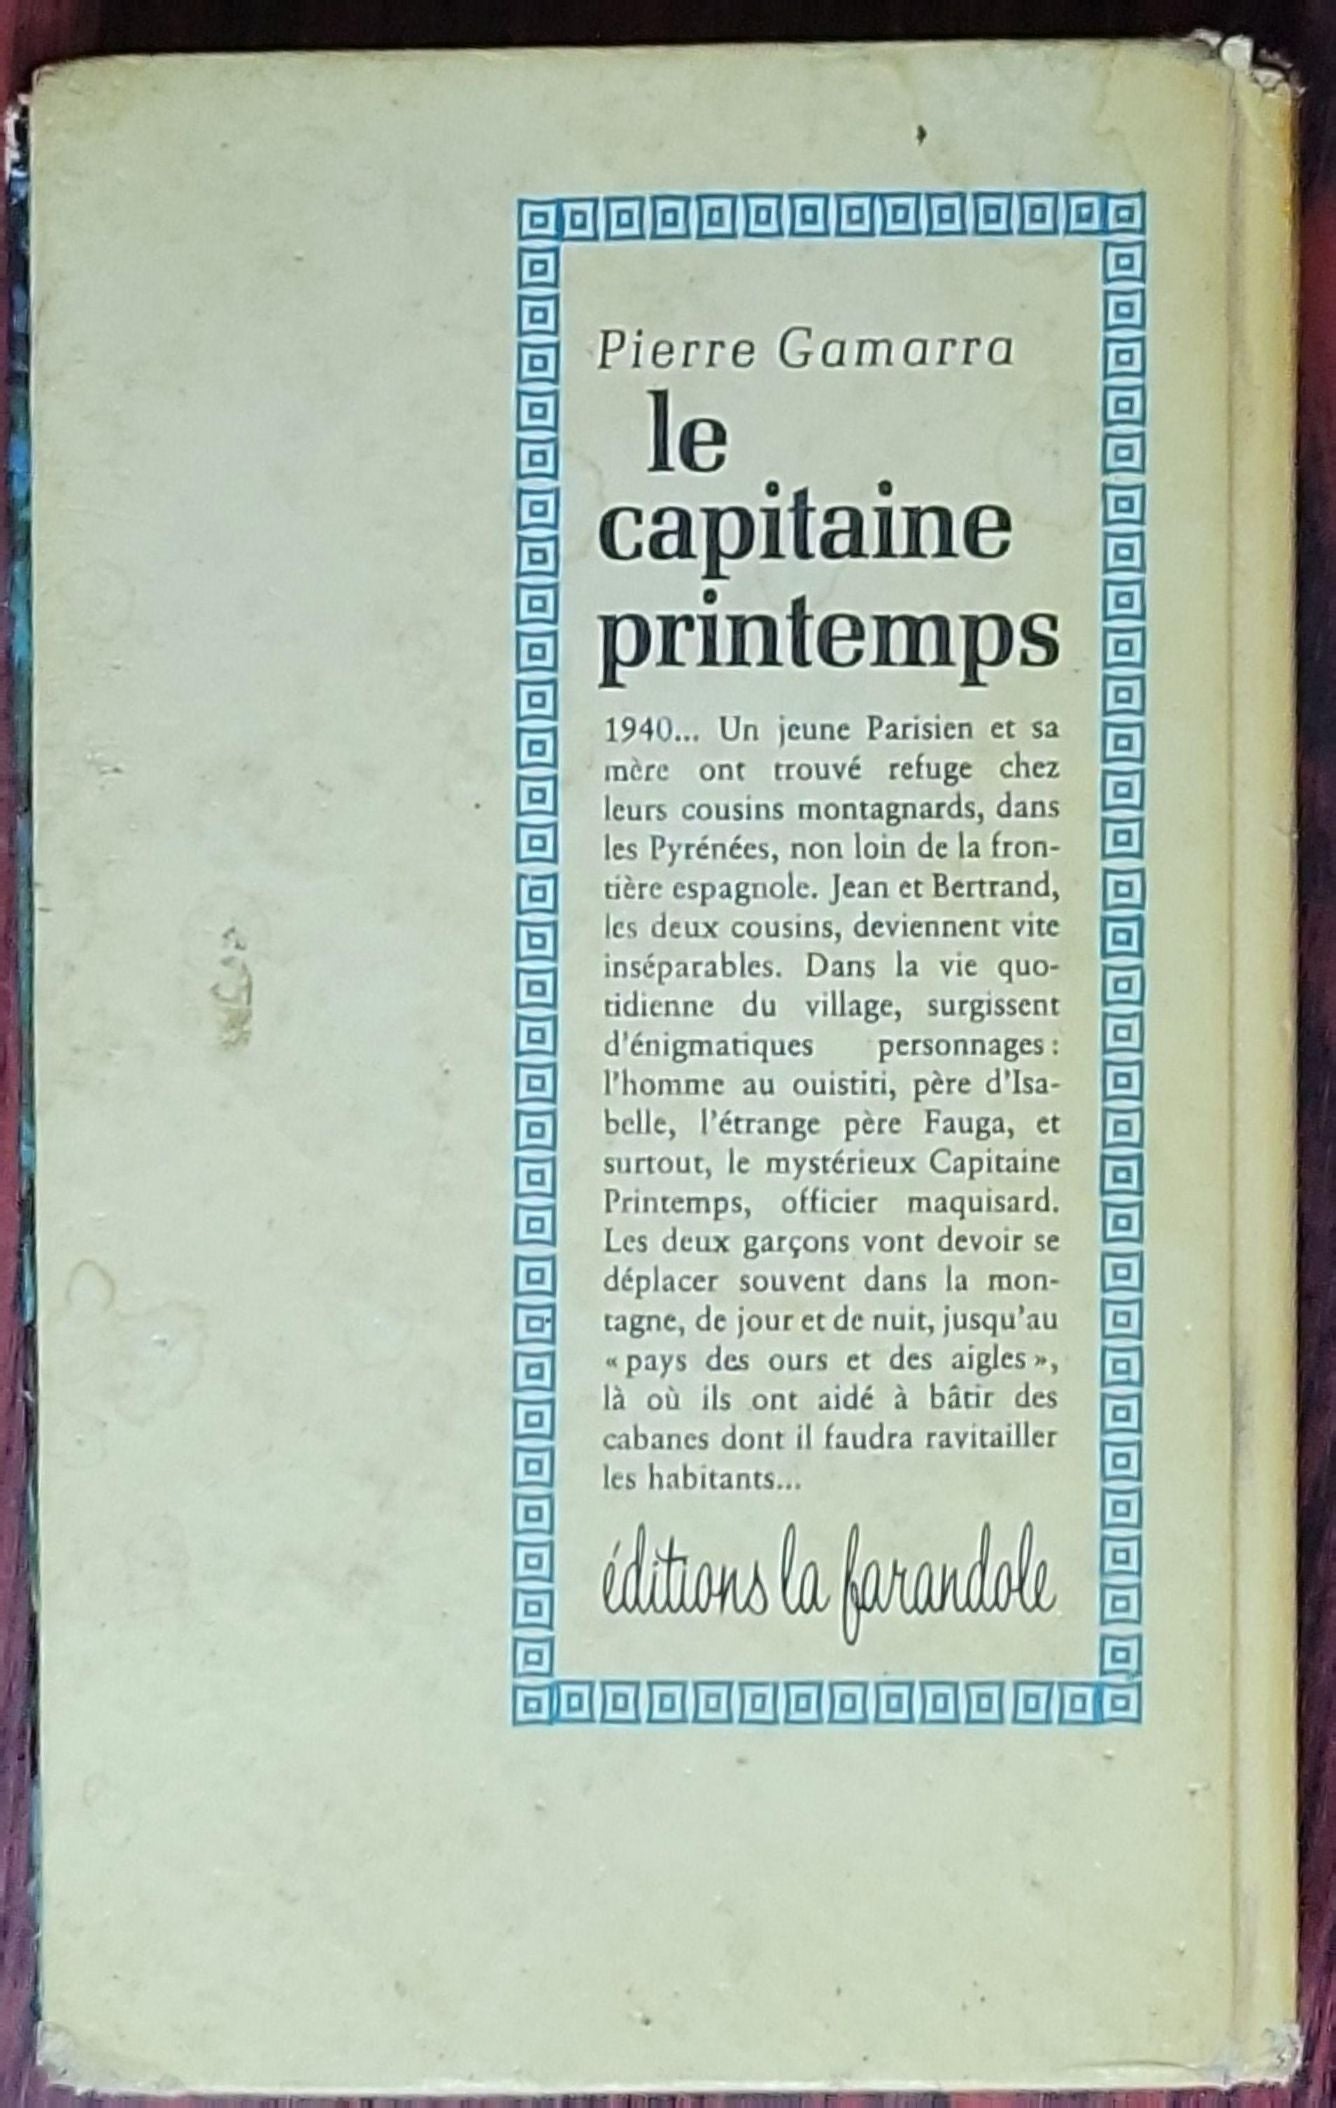 Pierre Gamarra
le
capitaine
printemps
1940... Un jeune Parisien et sa
mère ont trouvé refuge chez
leurs cousins montagnards, dans
les Pyrénées, non loin de la fron-
tière espagnole. Jean et Bertrand,
les deux cousins, deviennent vite
inséparables. Dans la vie quo-
tidienne du village, surgissent
d'énigmatiques personnages :
l'homme au ouistiti, père d'Isa-
belle, l'étrange père Fauga, et
surtout, le mystérieux Capitaine
Printemps, officier maquisard.
Les deux garçons vont devoir se
déplacer souvent dans la mon-
tagne, de jour et de nuit, jusqu'au
« pays des ours et des aigles »,
là où ils ont aidé à bâtir des
cabanes dont il faudra ravitailler
les habitants...
éditions la farandole